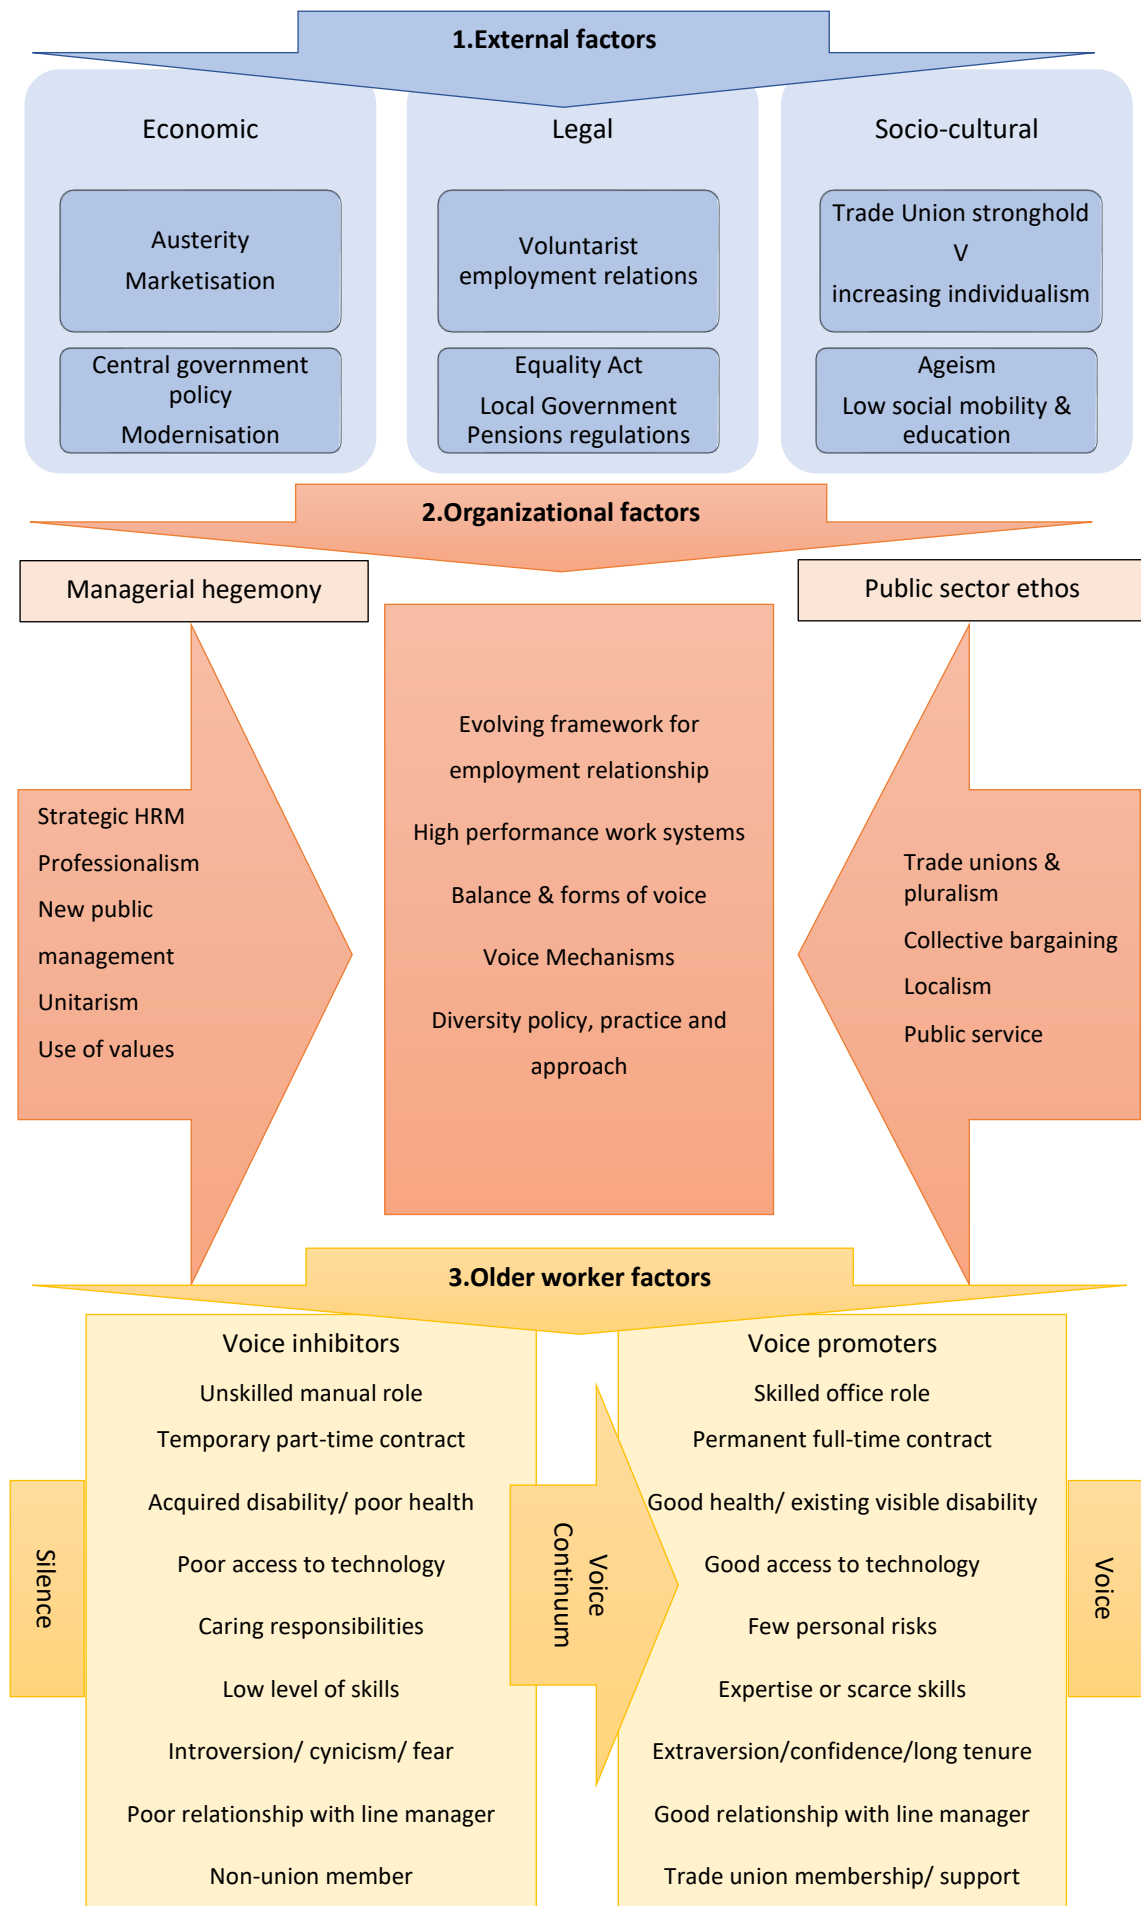 1.External factors
Economic
Austerity
Marketisation
Central government
policy
Modernisation
Legal
Voluntarist
employment relations
Equality Act
Local Government
Pensions regulations
Socio-cultural
Trade Union stronghold
V
increasing individualism
Ageism
Low social mobility &
education
2.Organizational factors
Managerial hegemony
Strategic HRM
Professionalism
New public
management
Unitarism
Use of values
Evolving framework for
employment relationship
High performance work systems
Balance & forms of voice
Voice Mechanisms
Diversity policy, practice and
approach
Public sector ethos
Trade unions &
pluralism
Collective bargaining
Localism
Public service
3.Older worker factors
Silence
Voice inhibitors
Unskilled manual role
Temporary part-time contract
Acquired disability/ poor health
Poor access to technology
Caring responsibilities
Low level of skills
Introversion/ cynicism/ fear
Poor relationship with line manager
Non-union member
Voice
Continuum
Voice promoters
Skilled office role
Permanent full-time contract
Good health/ existing visible disability
Good access to technology
Few personal risks
Expertise or scarce skills
Extraversion/confidence/long tenure
Good relationship with line manager
Trade union membership/ support
Voice